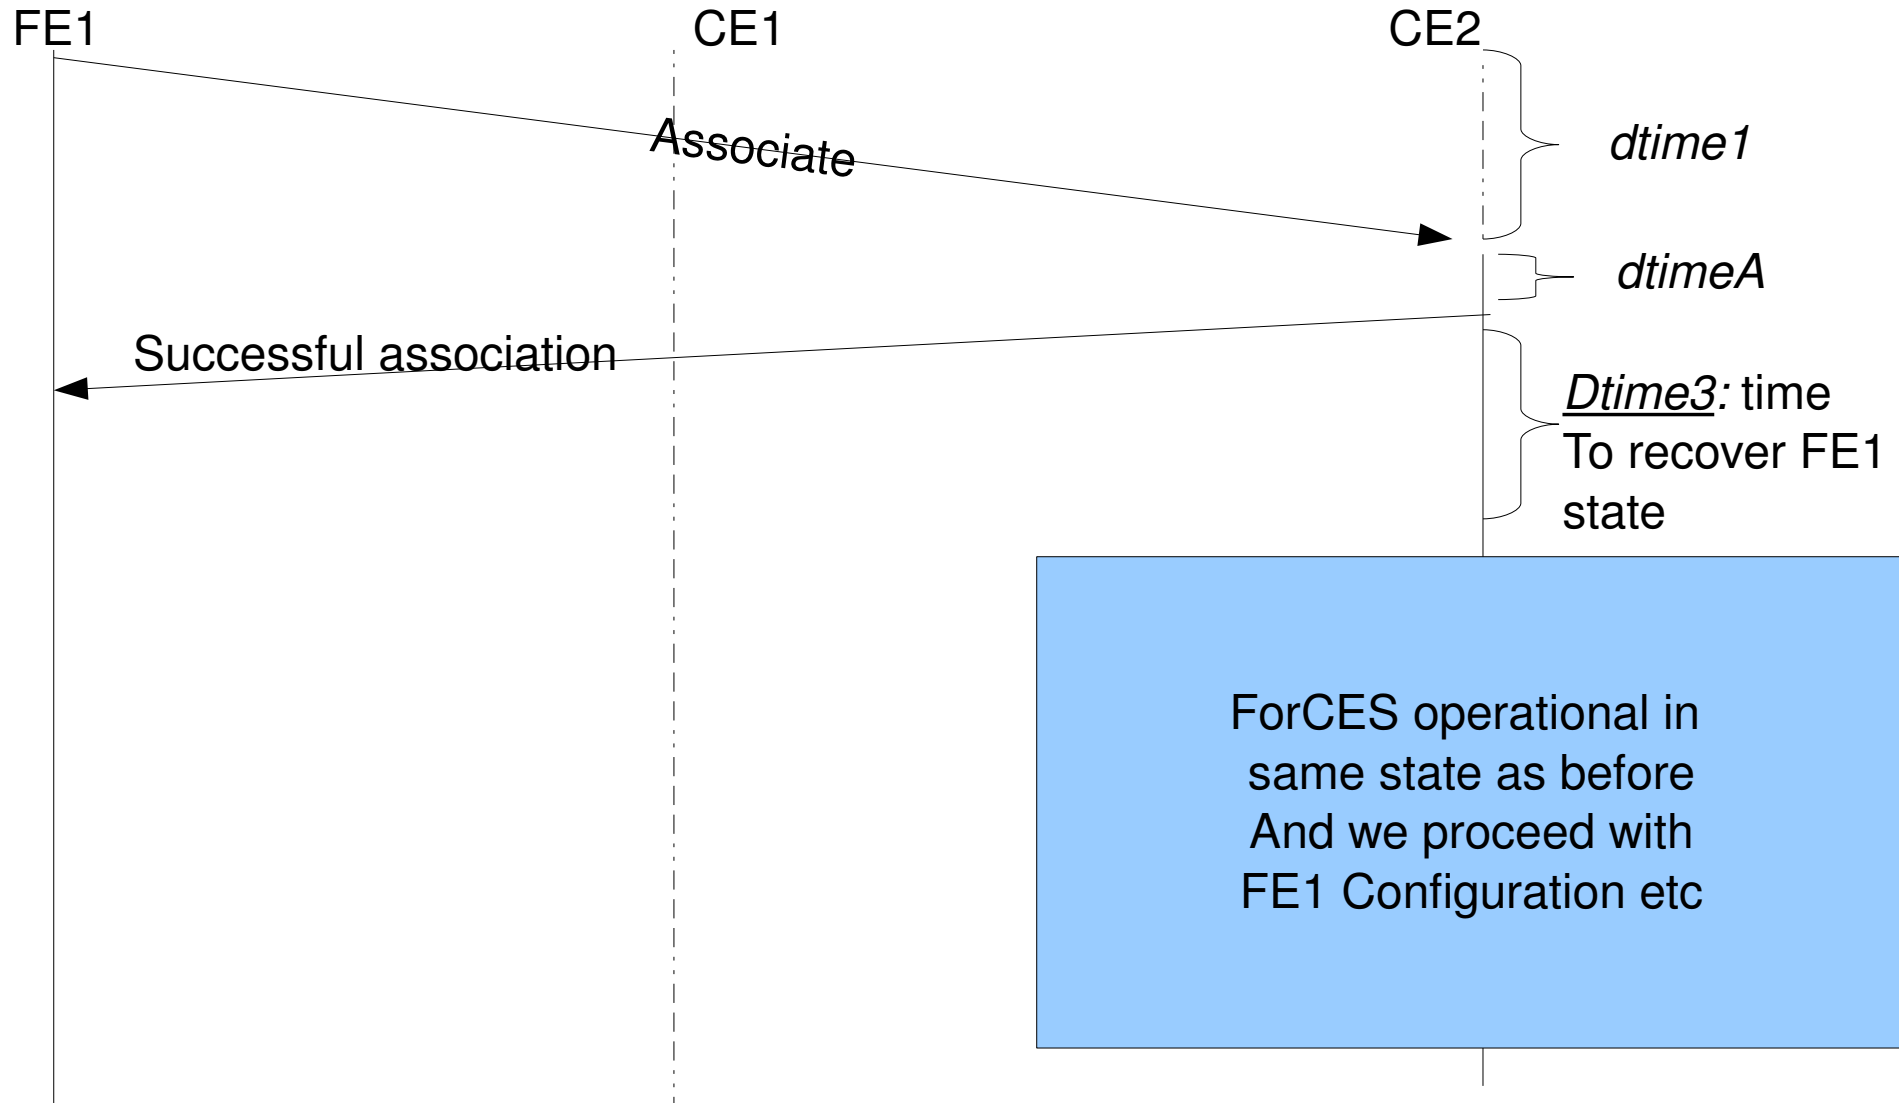 FE1
CE1
CE2
Associate
dtime1
dtimeA
Successful association
Dtime3: time
To recover FE1
state
ForCES operational in
same state as before
And we proceed with
FE1 Configuration etc